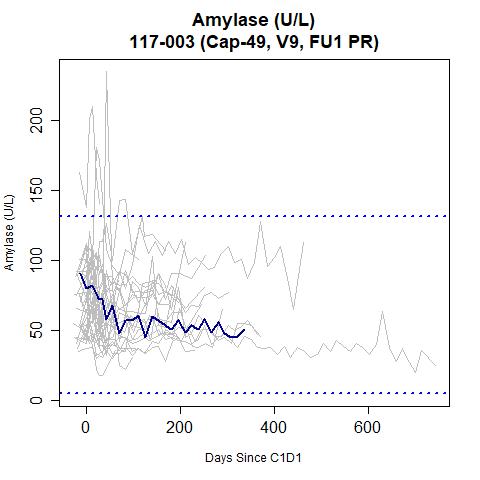 Amylase (U/L)
117-003 (Cap-49, V9, FU1 PR)
Amylase (U/L)
200
150
100
50
0
0 200 400 600
Days Since C1D1